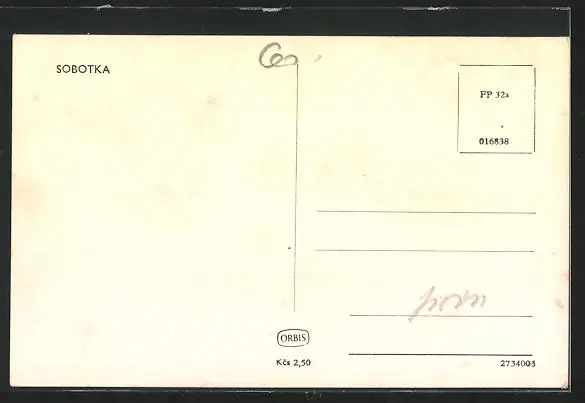 SOBOTKA
FP 32a
016838
ORBIS
Kčs 2,50
2734003